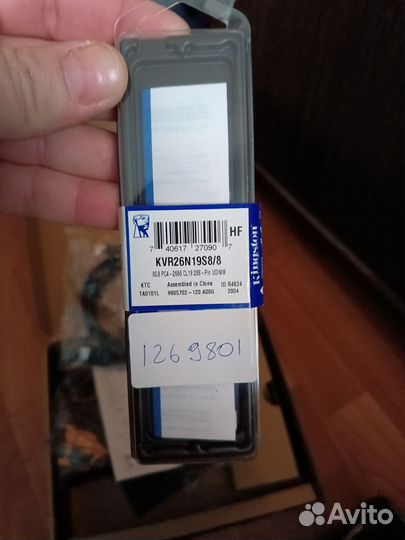 HF
7 40617 27090 7
KVR26N19S8/8
8GB PC4-2666 CL19 288-Pin UDIMM
KTC Assembled in China ID.R4624
TA0101L 9905702-120.A00G 2004
Kingston
1269801
Avito